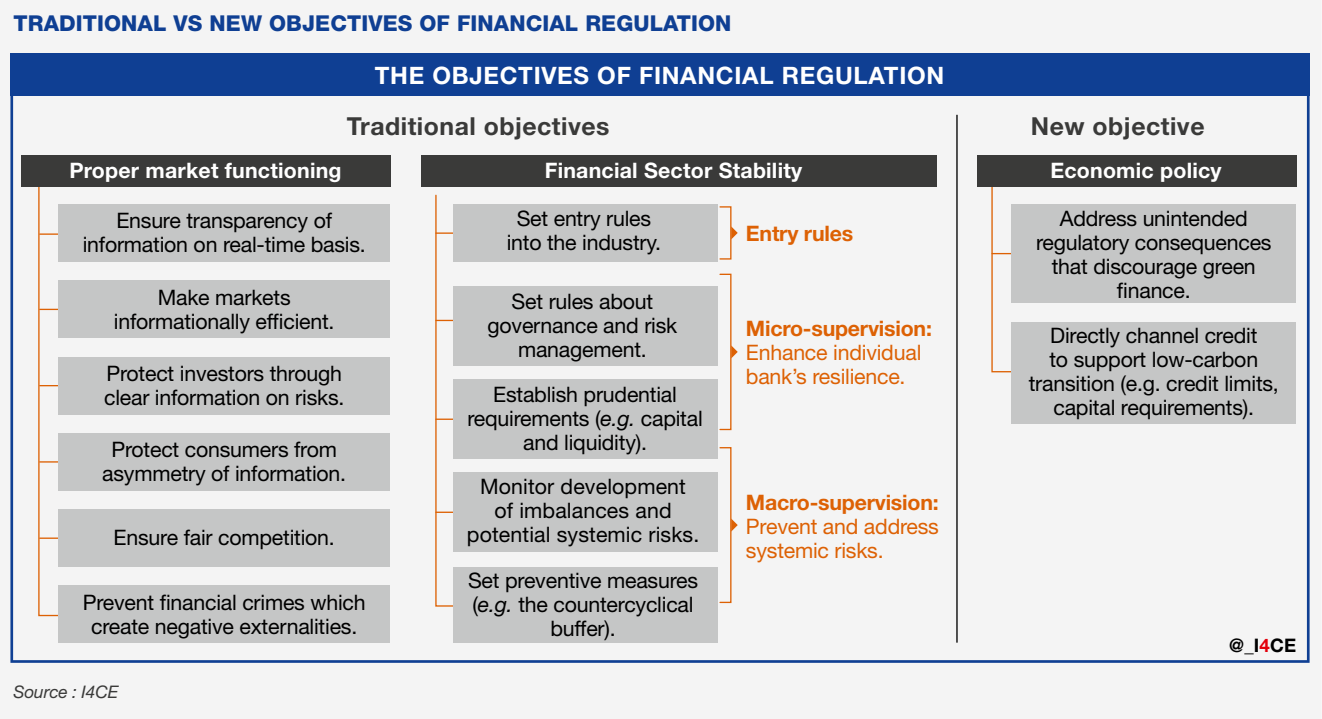 TRADITIONAL VS NEW OBJECTIVES OF FINANCIAL REGULATION
THE OBJECTIVES OF FINANCIAL REGULATION
Traditional objectives
Proper market functioning
Ensure transparency of
information on real-time basis.
Make markets
informationally efficient.
Protect investors through
clear information on risks.
Protect consumers from
asymmetry of information.
Ensure fair competition.
Prevent financial crimes which
create negative externalities.
Financial Sector Stability
Set entry rules
into the industry.
Entry rules
Set rules about
governance and risk
management.
Establish prudential
requirements (e.g. capital
and liquidity).
Micro-supervision:
Enhance individual
bank's resilience.
Monitor development
of imbalances and
potential systemic risks.
Set preventive measures
(e.g. the countercyclical
buffer).
Macro-supervision:
Prevent and address
systemic risks.
New objective
Economic policy
Address unintended
regulatory consequences
that discourage green
finance.
Directly channel credit
to support low-carbon
transition (e.g. credit limits,
capital requirements).
@_I4CE
Source : I4CE